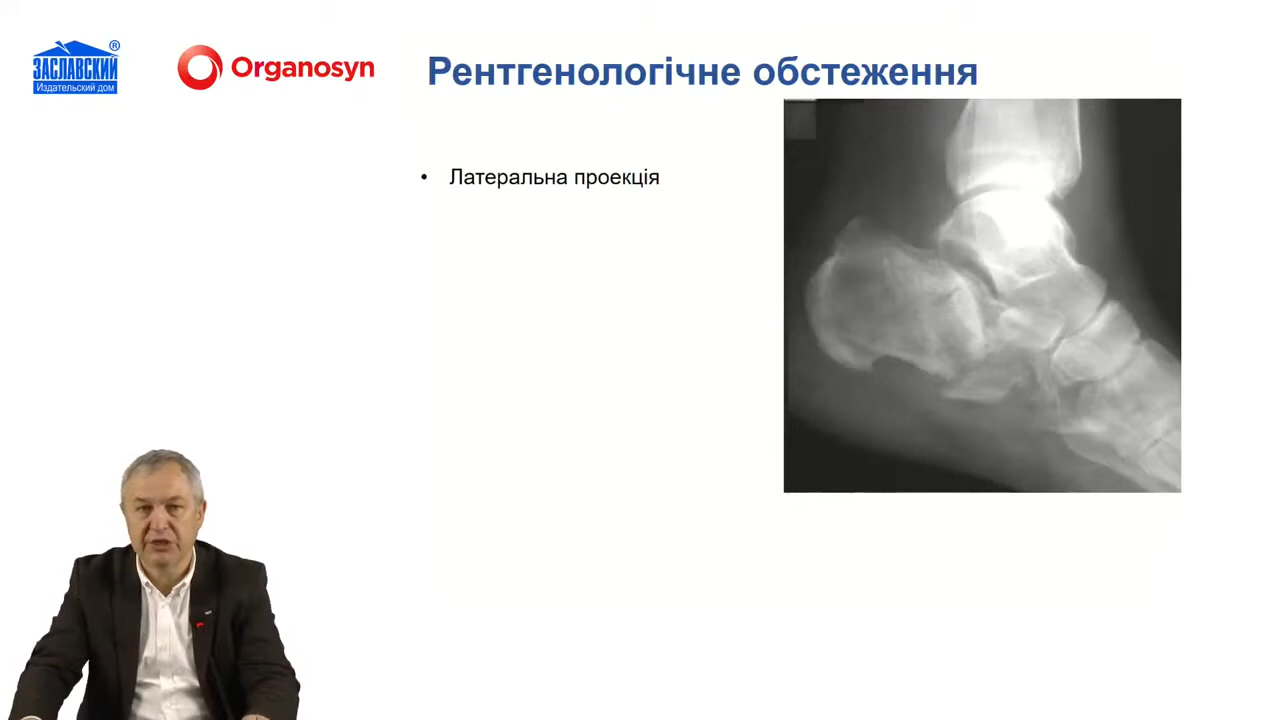 ЗАСЛАВСКИЙ
®
Издательский дом
Organosyn
Рентгенологічне обстеження
• Латеральна проекція